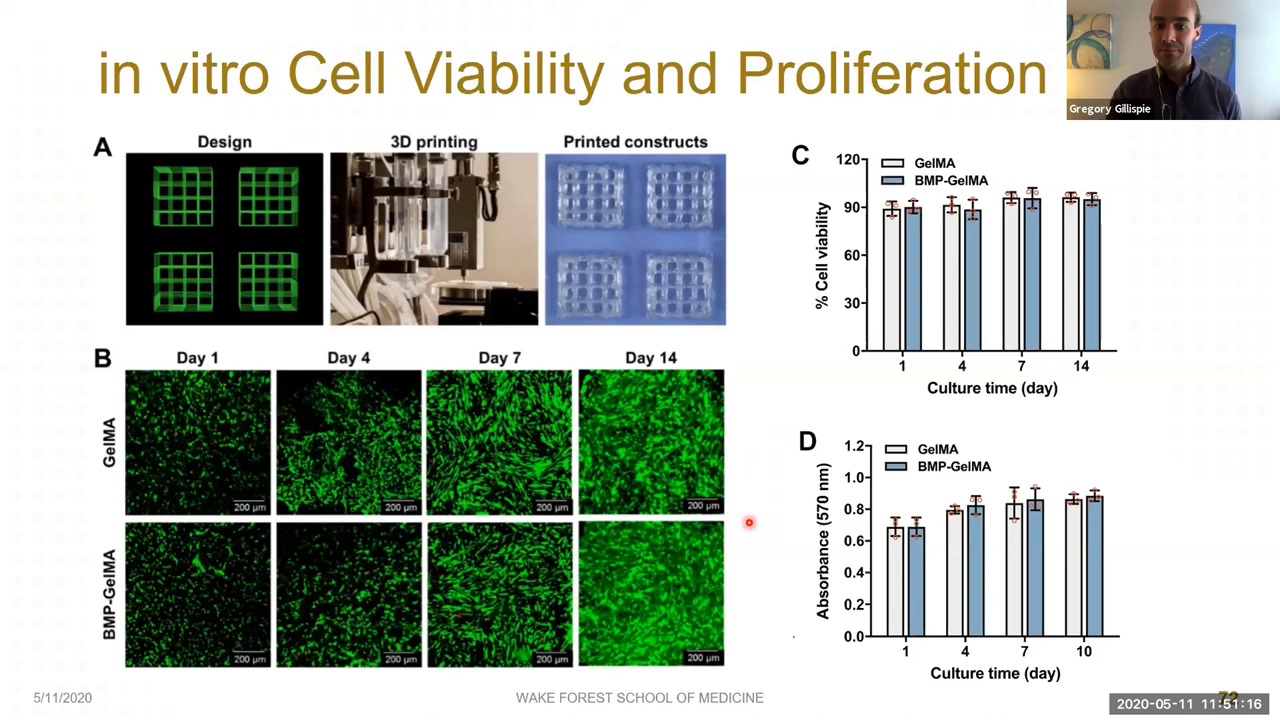 in vitro Cell Viability and Proliferation
Gregory Gillispie
A
Design
3D printing
Printed constructs
B
Day 1
Day 4
Day 7
Day 14
GelMA
200 µm
200 µm
200 µm
200 µm
BMP-GelMA
200 µm
200 µm
200 µm
200 µm
C
GelMA
BMP-GelMA
% Cell viability
120
90
60
30
0
1
4
7
14
Culture time (day)
D
GelMA
BMP-GelMA
Absorbance (570 nm)
1.2
1.0
0.8
0.6
0.4
0.2
0.0
1
4
7
10
Culture time (day)
5/11/2020
WAKE FOREST SCHOOL OF MEDICINE
72
2020-05-11 11:51:16